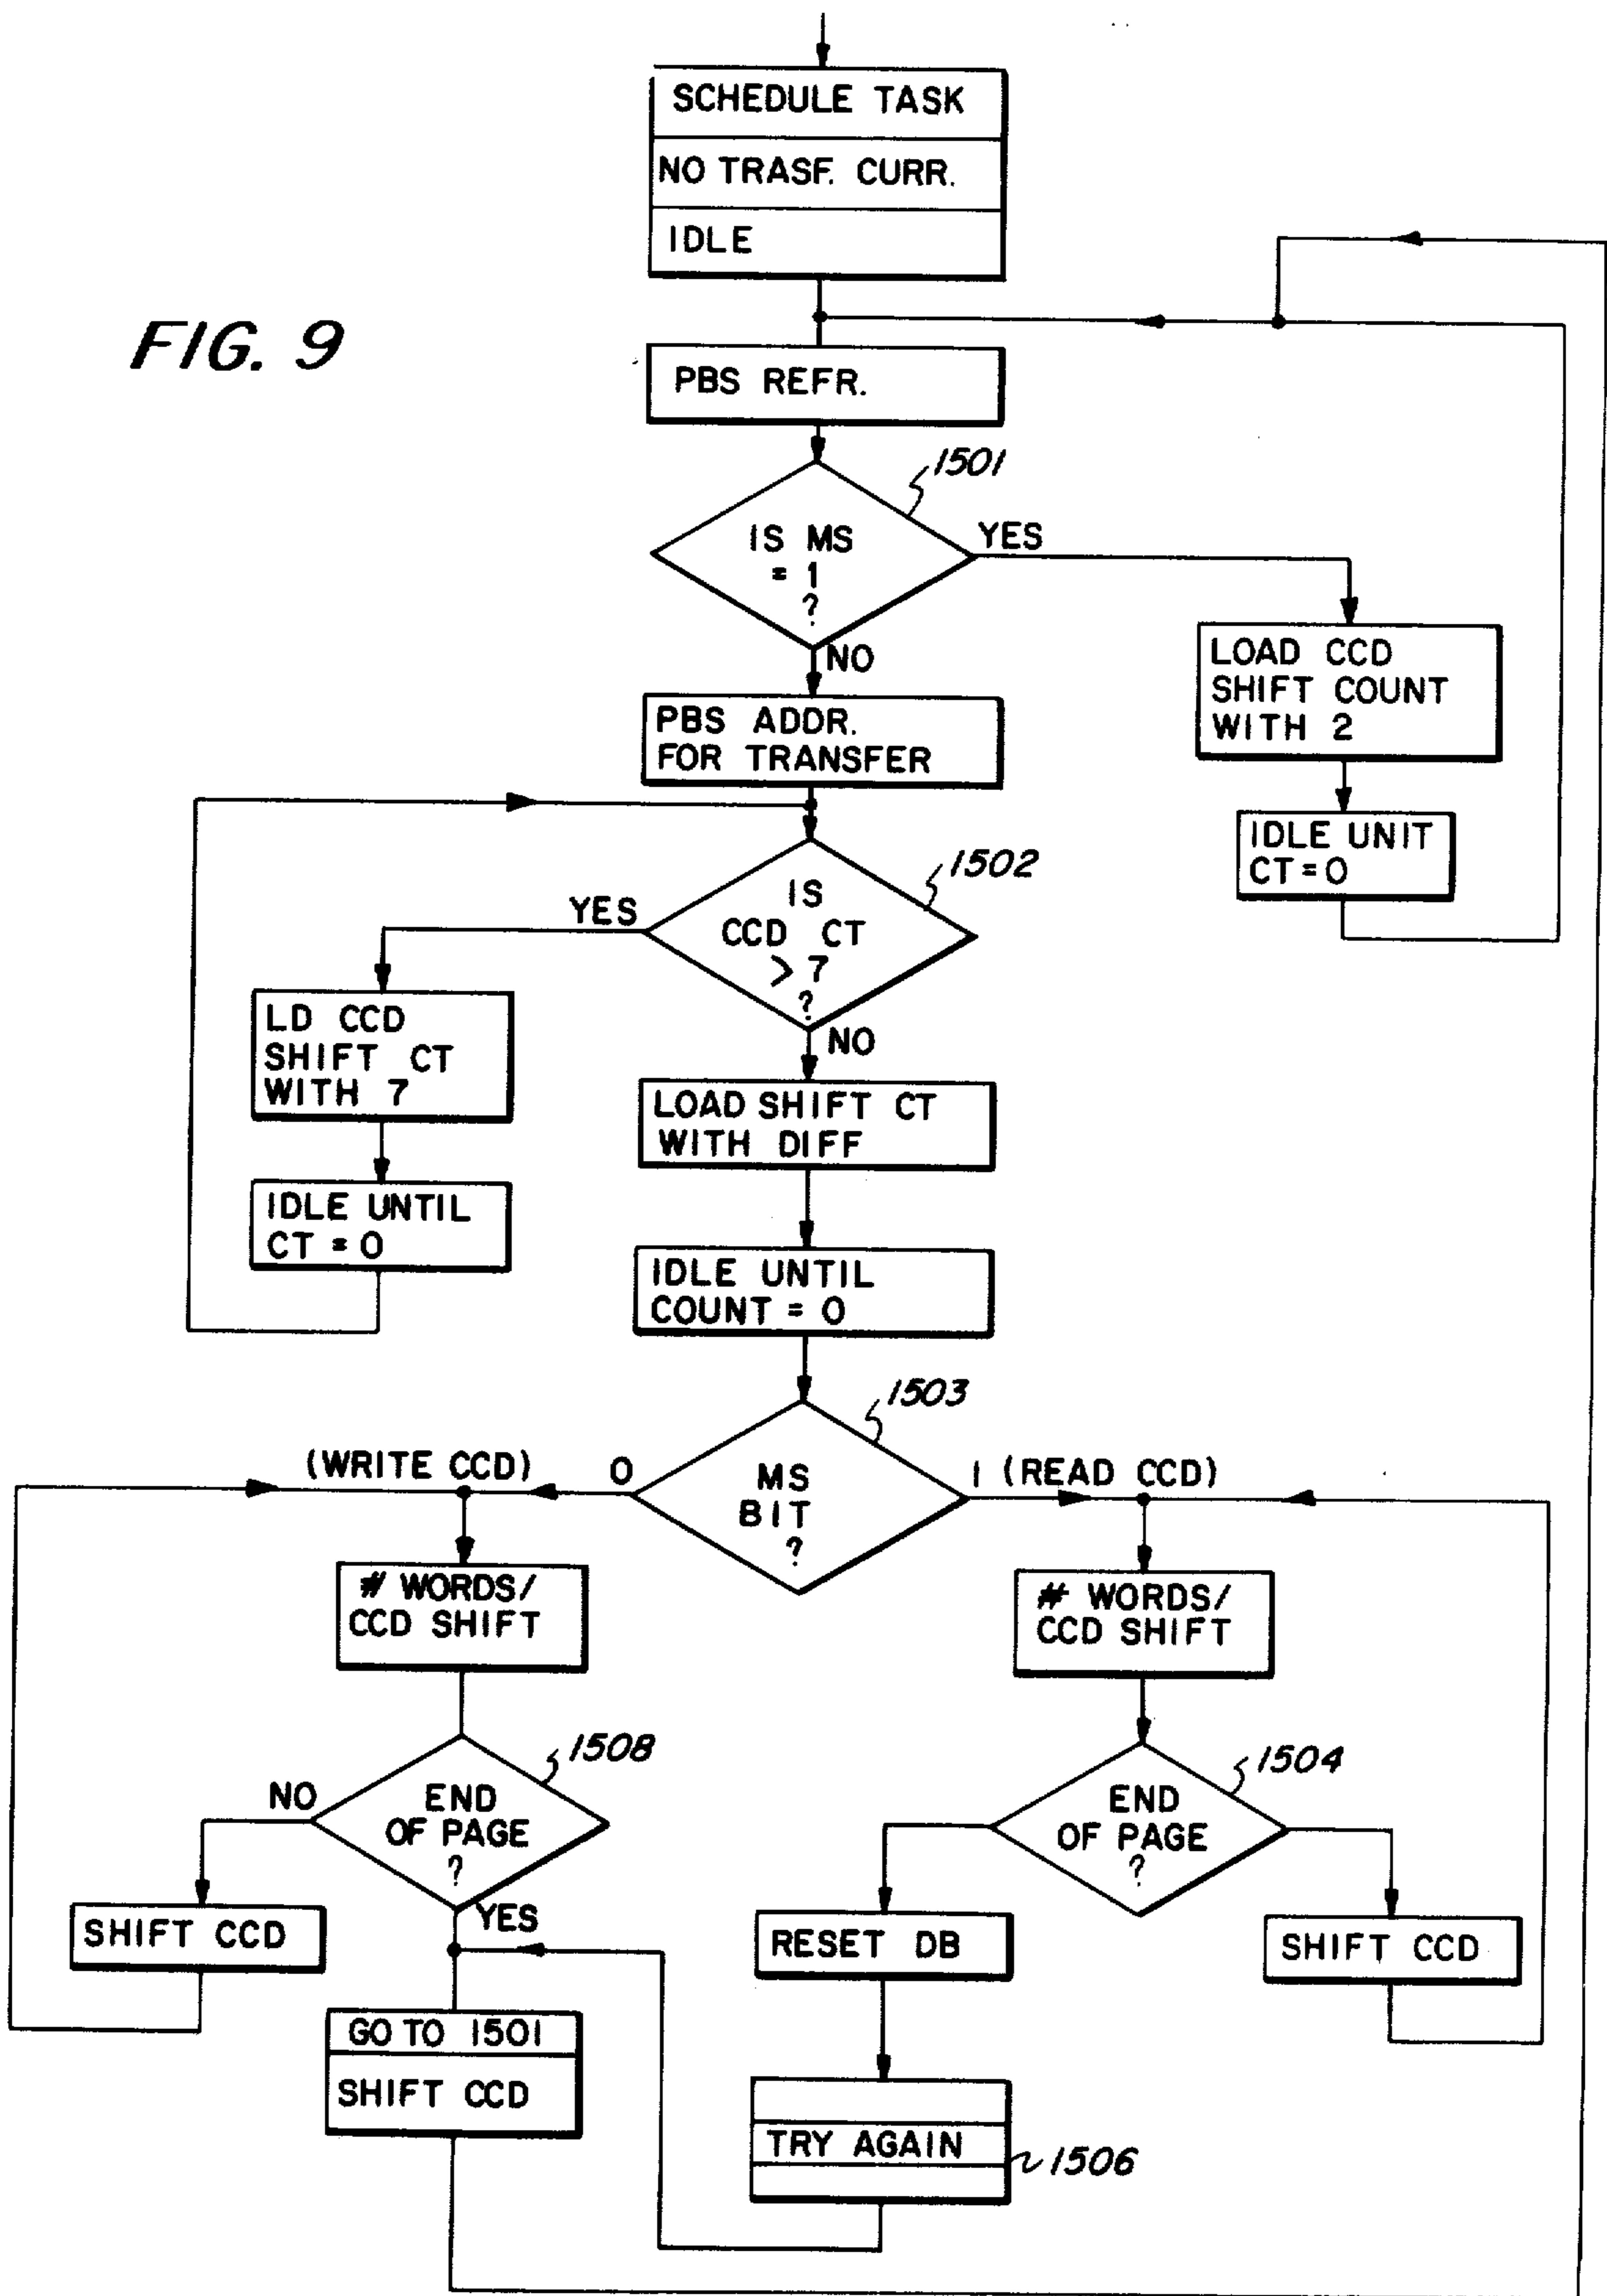 SCHEDULE TASK
NO TRASF. CURR.
IDLE
FIG. 9
PBS REFR.
1501
IS MS
= 1
?
YES
NO
LOAD CCD
SHIFT COUNT
WITH 2
PBS ADDR.
FOR TRANSFER
IDLE UNIT
CT = 0
1502
IS
CCD CT
> 7
?
YES
NO
LD CCD
SHIFT CT
WITH 7
LOAD SHIFT CT
WITH DIFF
IDLE UNTIL
CT = 0
IDLE UNTIL
COUNT = 0
1503
(WRITE CCD) 0
MS
BIT
?
1 (READ CCD)
# WORDS/
CCD SHIFT
# WORDS/
CCD SHIFT
1508
END
OF PAGE
?
NO
YES
1504
END
OF PAGE
?
SHIFT CCD
RESET DB
SHIFT CCD
GO TO 1501
SHIFT CCD
TRY AGAIN
1506